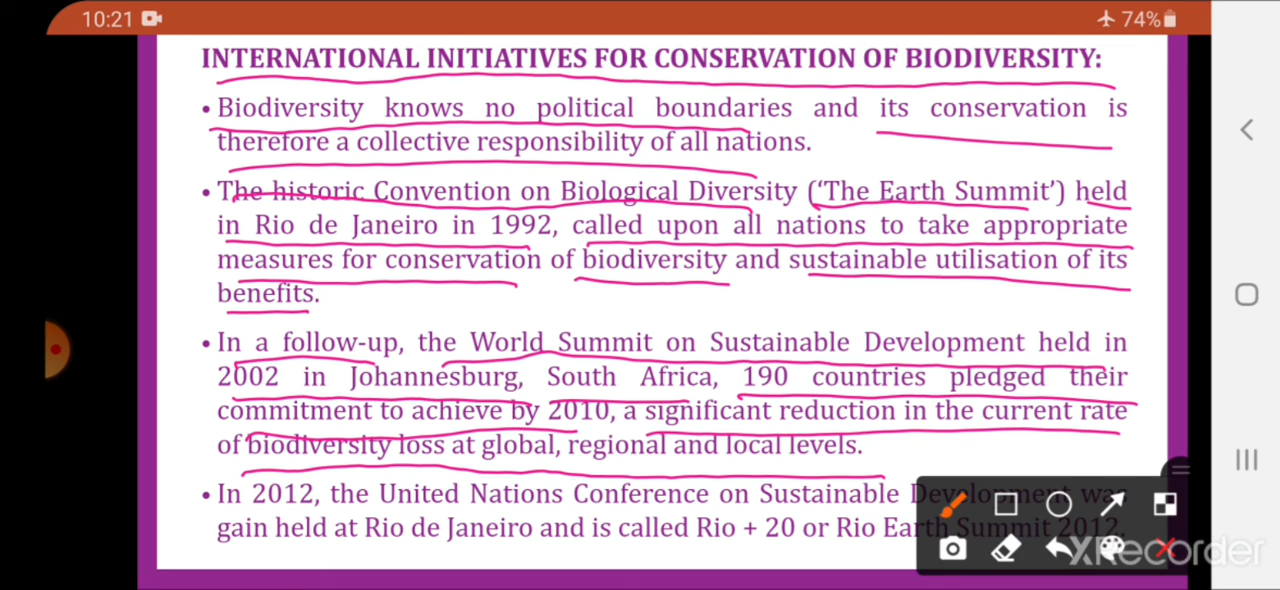 10:21
74%
INTERNATIONAL INITIATIVES FOR CONSERVATION OF BIODIVERSITY:
• Biodiversity knows no political boundaries and its conservation is
therefore a collective responsibility of all nations.
• The historic Convention on Biological Diversity (‘The Earth Summit’) held
in Rio de Janeiro in 1992, called upon all nations to take appropriate
measures for conservation of biodiversity and sustainable utilisation of its
benefits.
• In a follow-up, the World Summit on Sustainable Development held in
2002 in Johannesburg, South Africa, 190 countries pledged their
commitment to achieve by 2010, a significant reduction in the current rate
of biodiversity loss at global, regional and local levels.
• In 2012, the United Nations Conference on Sustainable Development was
gain held at Rio de Janeiro and is called Rio + 20 or Rio Earth Summit 2012.
XRecorder